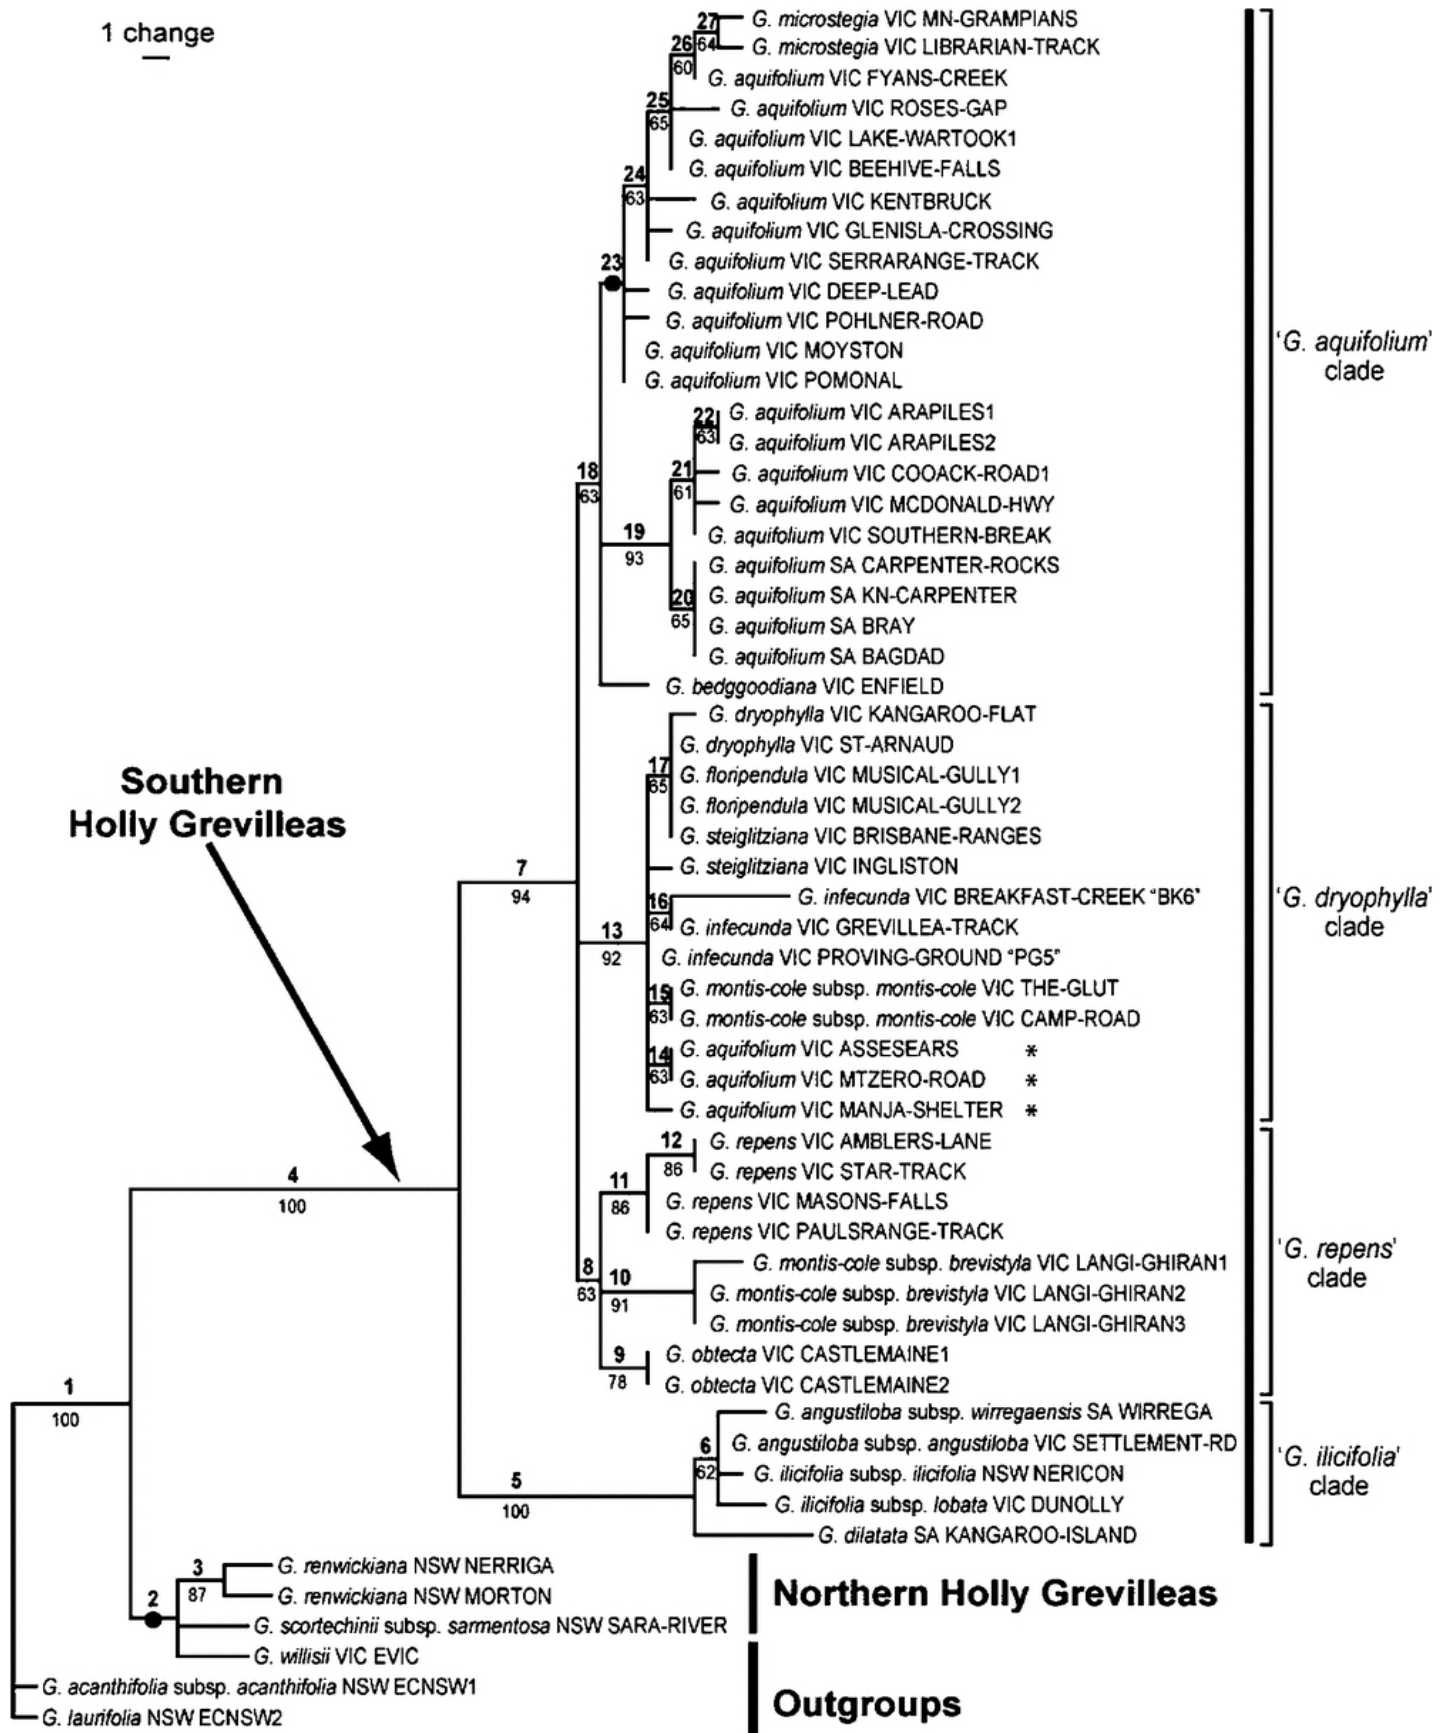 1 change
27
G. microstegia VIC MN-GRAMPIANS
64
G. microstegia VIC LIBRARIAN-TRACK
26
60
G. aquifolium VIC FYANS-CREEK
25
65
G. aquifolium VIC ROSES-GAP
G. aquifolium VIC LAKE-WARTOOK1
G. aquifolium VIC BEEHIVE-FALLS
24
63
G. aquifolium VIC KENTBRUCK
G. aquifolium VIC GLENISLA-CROSSING
G. aquifolium VIC SERRARANGE-TRACK
23
G. aquifolium VIC DEEP-LEAD
G. aquifolium VIC POHLNER-ROAD
G. aquifolium VIC MOYSTON
G. aquifolium VIC POMONAL
'G. aquifolium'
clade
22
63
G. aquifolium VIC ARAPILES1
G. aquifolium VIC ARAPILES2
18
63
21
61
G. aquifolium VIC COOACK-ROAD1
G. aquifolium VIC MCDONALD-HWY
G. aquifolium VIC SOUTHERN-BREAK
19
93
G. aquifolium SA CARPENTER-ROCKS
20
65
G. aquifolium SA KN-CARPENTER
G. aquifolium SA BRAY
G. aquifolium SA BAGDAD
G. bedggoodiana VIC ENFIELD
G. dryophylla VIC KANGAROO-FLAT
G. dryophylla VIC ST-ARNAUD
17
65
G. floripendula VIC MUSICAL-GULLY1
G. floripendula VIC MUSICAL-GULLY2
G. steiglitziana VIC BRISBANE-RANGES
G. steiglitziana VIC INGLISTON
Southern
Holly Grevilleas
7
94
16
64
G. infecunda VIC BREAKFAST-CREEK "BK6"
G. infecunda VIC GREVILLEA-TRACK
'G. dryophylla'
clade
13
92
G. infecunda VIC PROVING-GROUND "PG5"
15
63
G. montis-cole subsp. montis-cole VIC THE-GLUT
G. montis-cole subsp. montis-cole VIC CAMP-ROAD
14
63
G. aquifolium VIC ASSESEARS *
G. aquifolium VIC MTZERO-ROAD *
G. aquifolium VIC MANJA-SHELTER *
12
86
G. repens VIC AMBLERS-LANE
G. repens VIC STAR-TRACK
4
100
11
86
G. repens VIC MASONS-FALLS
G. repens VIC PAULSRANGE-TRACK
'G. repens'
clade
8
63
10
91
G. montis-cole subsp. brevistyla VIC LANGI-GHIRAN1
G. montis-cole subsp. brevistyla VIC LANGI-GHIRAN2
G. montis-cole subsp. brevistyla VIC LANGI-GHIRAN3
9
78
G. obtecta VIC CASTLEMAINE1
G. obtecta VIC CASTLEMAINE2
1
100
G. angustiloba subsp. wirregaensis SA WIRREGA
6
62
G. angustiloba subsp. angustiloba VIC SETTLEMENT-RD
G. ilicifolia subsp. ilicifolia NSW NERICON
'G. ilicifolia'
clade
5
100
G. ilicifolia subsp. lobata VIC DUNOLLY
G. dilatata SA KANGAROO-ISLAND
3
87
G. renwickiana NSW NERRIGA
G. renwickiana NSW MORTON
2
G. scortechinii subsp. sarmentosa NSW SARA-RIVER
G. willisii VIC EVIC
Northern Holly Grevilleas
G. acanthifolia subsp. acanthifolia NSW ECNSW1
G. laurifolia NSW ECNSW2
Outgroups